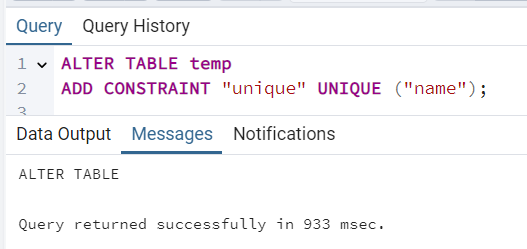 Query Query History
1 ALTER TABLE temp
2 ADD CONSTRAINT "unique" UNIQUE ("name");
3
Data Output Messages Notifications
ALTER TABLE
Query returned successfully in 933 msec.